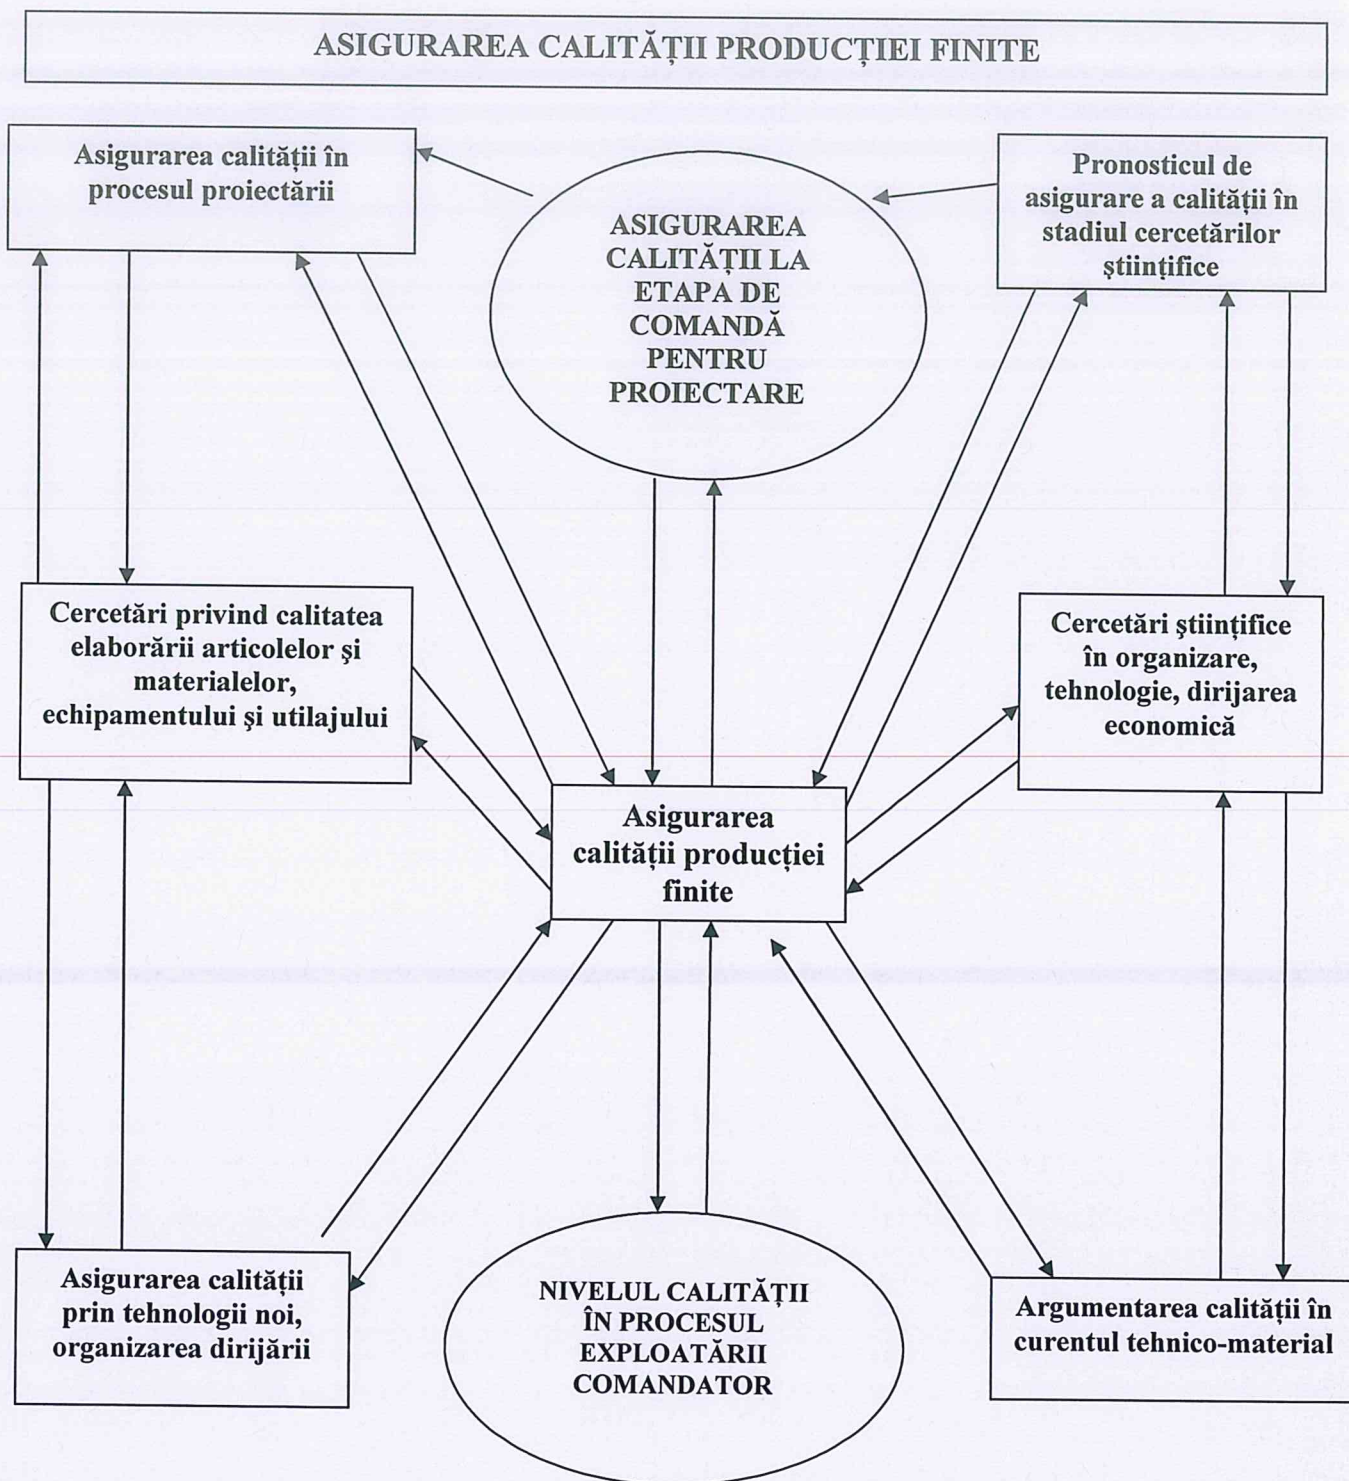 ASIGURAREA CALITĂȚII PRODUCȚIEI FINITE
Asigurarea calității în
procesul proiectării
ASIGURAREA
CALITĂȚII LA
ETAPA DE
COMANDĂ
PENTRU
PROIECTARE
Pronosticul de
asigurare a calității în
stadiul cercetărilor
științifice
Cercetări privind calitatea
elaborării articolelor şi
materialelor,
echipamentului şi utilajului
Cercetări ştiințifice
în organizare,
tehnologie, dirijarea
economică
Asigurarea
calității producției
finite
Asigurarea calității
prin tehnologii noi,
organizarea dirijării
NIVELUL CALITĂȚII
ÎN PROCESUL
EXPLOATĂRII
COMANDATOR
Argumentarea calității în
curentul tehnico-material